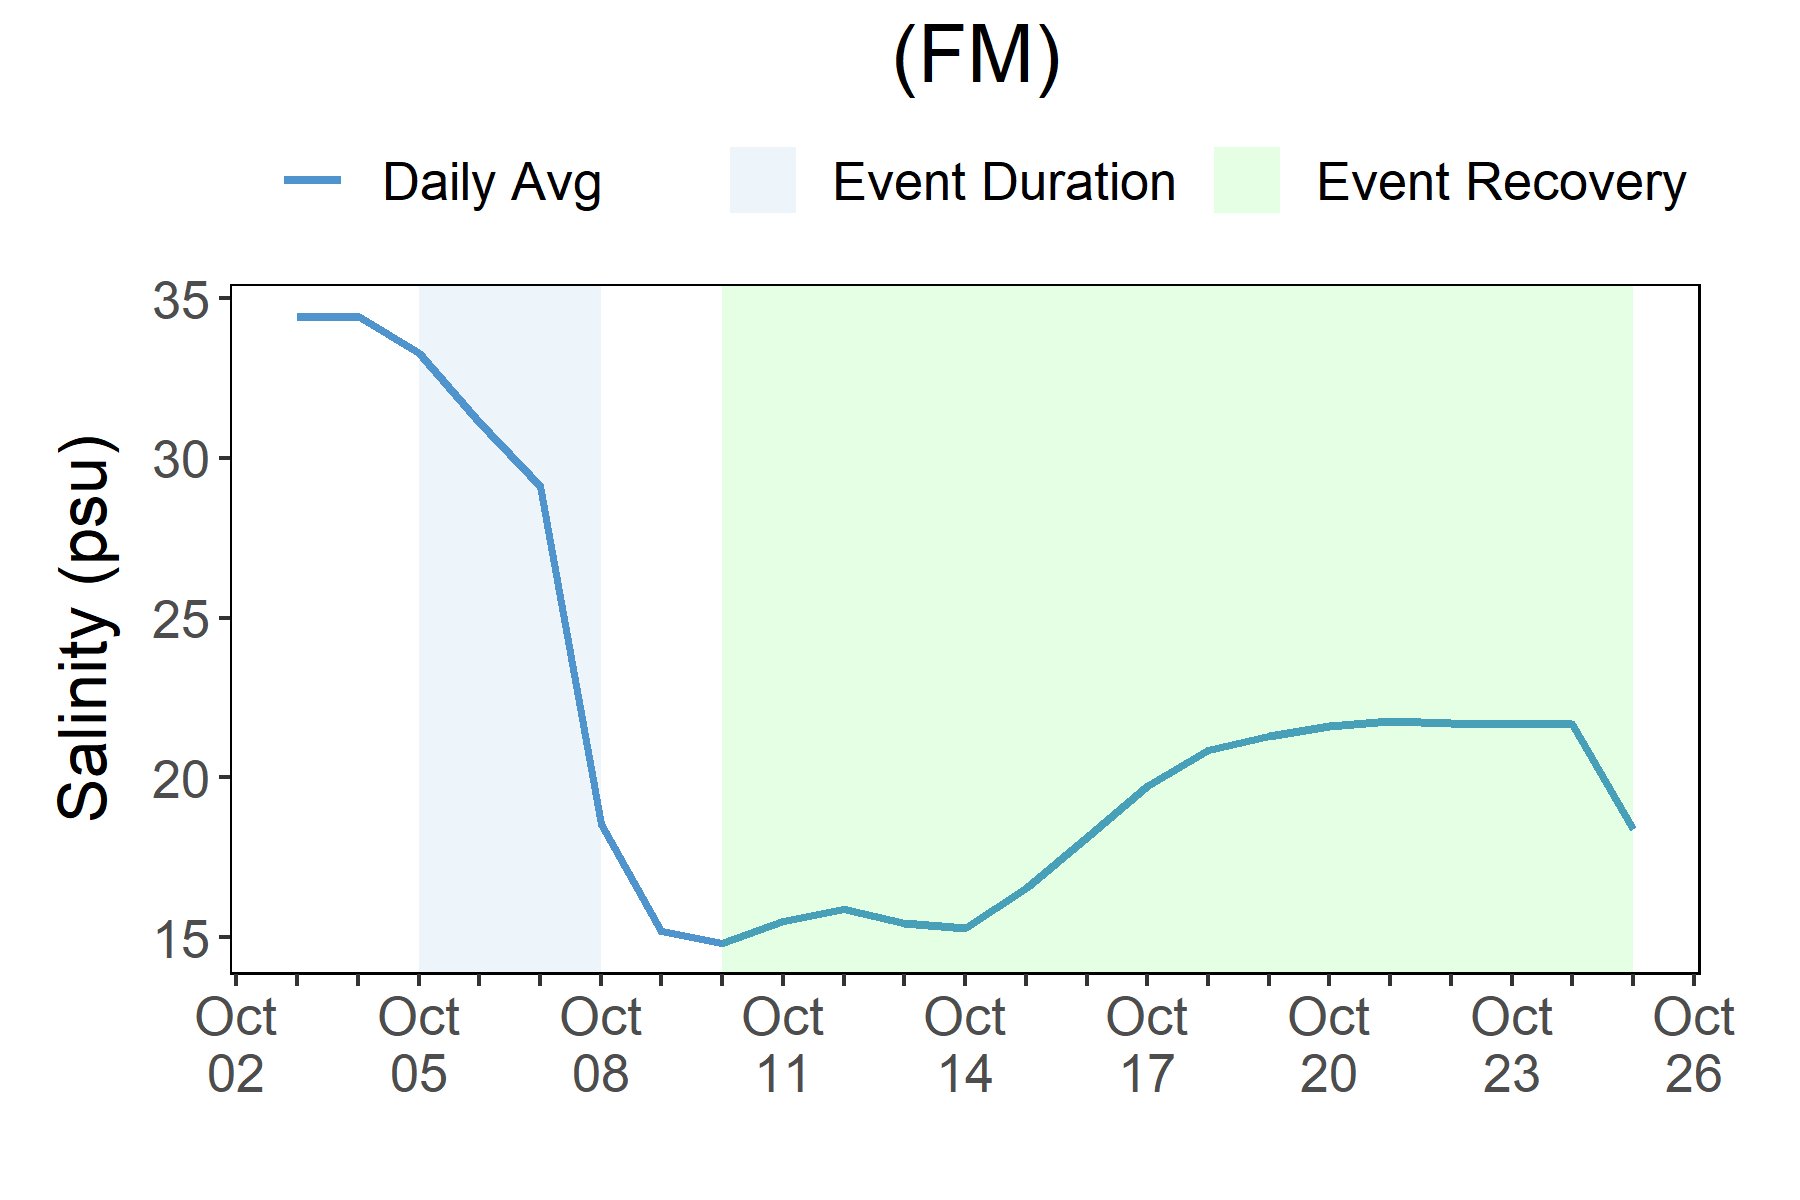 (FM)
Daily Avg Event Duration Event Recovery
Salinity (psu)
35
30
25
20
15
Oct Oct Oct Oct Oct Oct Oct Oct Oct
02 05 08 11 14 17 20 23 26